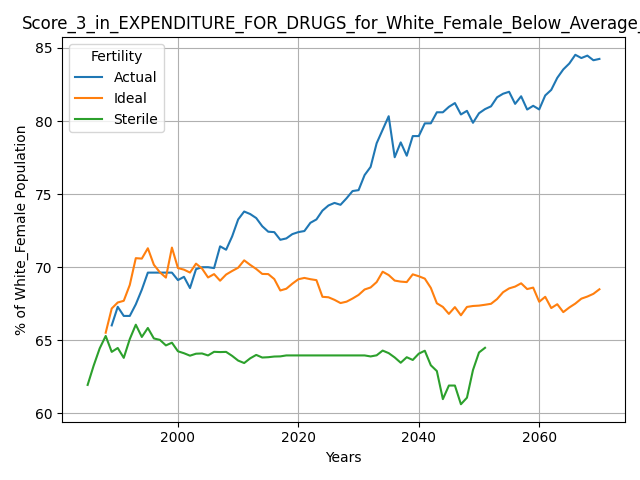 Score_3_in_EXPENDITURE_FOR_DRUGS_for_White_Female_Below_Average_
Fertility
Actual
Ideal
Sterile
% of White_Female Population
85
80
75
70
65
60
2000
2020
2040
2060
Years